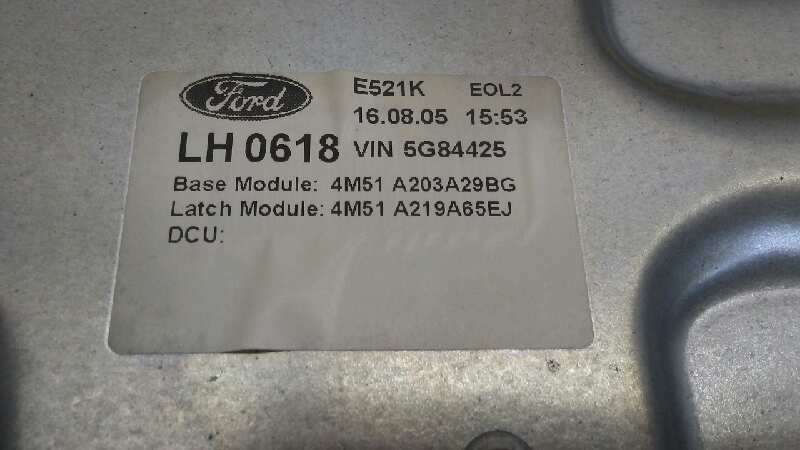 Ford E521K EOL2
16.08.05 15:53
LH 0618 VIN 5G84425
Base Module: 4M51 A203A29BG
Latch Module: 4M51 A219A65EJ
DCU: